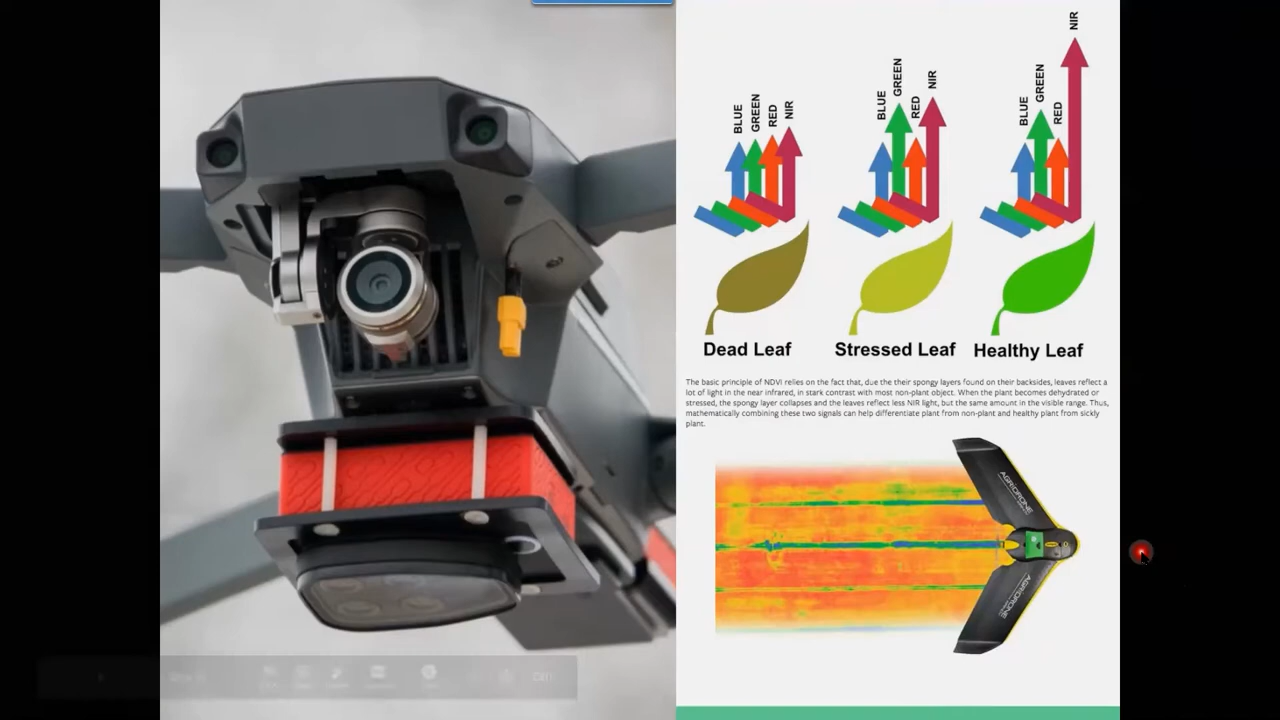 BLUE
GREEN
RED
NIR
BLUE
GREEN
RED
NIR
BLUE
GREEN
RED
NIR
Dead Leaf
Stressed Leaf
Healthy Leaf
The basic principle of NDVI relies on the fact that, due the their spongy layers found on their backsides, leaves reflect a
lot of light in the near infrared, in stark contrast with most non-plant object. When the plant becomes dehydrated or
stressed, the spongy layer collapses and the leaves reflect less NIR light, but the same amount in the visible range. Thus,
mathematically combining these two signals can help differentiate plant from non-plant and healthy plant from sickly
plant.
AGRIDRONE
AGRIDRONE